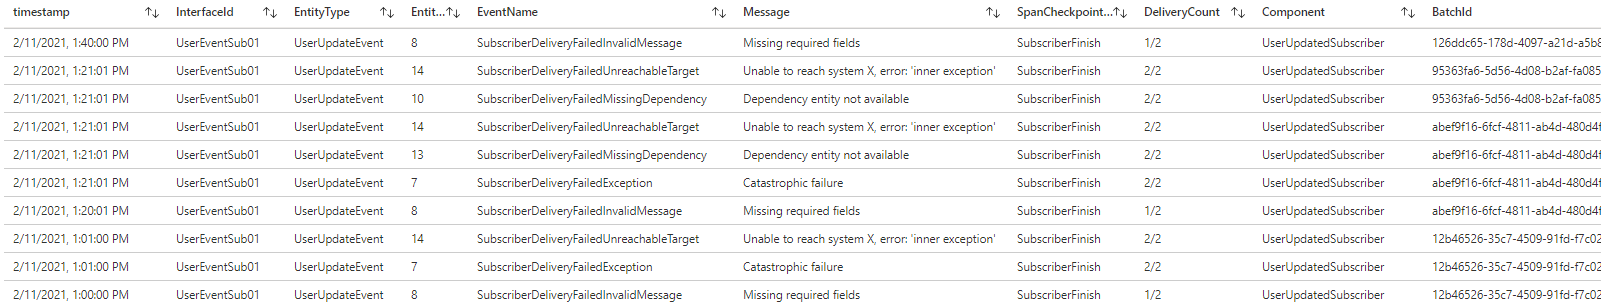 timestamp InterfaceId EntityType Entit... EventName Message SpanCheckpoint... DeliveryCount Component BatchId
2/11/2021, 1:40:00 PM UserEventSub01 UserUpdateEvent 8 SubscriberDeliveryFailedInvalidMessage Missing required fields SubscriberFinish 1/2 UserUpdatedSubscriber 126ddc65-178d-4097-a21d-a5b8
2/11/2021, 1:21:01 PM UserEventSub01 UserUpdateEvent 14 SubscriberDeliveryFailedUnreachableTarget Unable to reach system X, error: 'inner exception' SubscriberFinish 2/2 UserUpdatedSubscriber 95363fa6-5d56-4d08-b2af-fa085
2/11/2021, 1:21:01 PM UserEventSub01 UserUpdateEvent 10 SubscriberDeliveryFailedMissingDependency Dependency entity not available SubscriberFinish 2/2 UserUpdatedSubscriber 95363fa6-5d56-4d08-b2af-fa085
2/11/2021, 1:21:01 PM UserEventSub01 UserUpdateEvent 14 SubscriberDeliveryFailedUnreachableTarget Unable to reach system X, error: 'inner exception' SubscriberFinish 2/2 UserUpdatedSubscriber abef9f16-6fcf-4811-ab4d-480d4f
2/11/2021, 1:21:01 PM UserEventSub01 UserUpdateEvent 13 SubscriberDeliveryFailedMissingDependency Dependency entity not available SubscriberFinish 2/2 UserUpdatedSubscriber abef9f16-6fcf-4811-ab4d-480d4f
2/11/2021, 1:21:01 PM UserEventSub01 UserUpdateEvent 7 SubscriberDeliveryFailedException Catastrophic failure SubscriberFinish 2/2 UserUpdatedSubscriber abef9f16-6fcf-4811-ab4d-480d4f
2/11/2021, 1:20:01 PM UserEventSub01 UserUpdateEvent 8 SubscriberDeliveryFailedInvalidMessage Missing required fields SubscriberFinish 1/2 UserUpdatedSubscriber abef9f16-6fcf-4811-ab4d-480d4f
2/11/2021, 1:01:00 PM UserEventSub01 UserUpdateEvent 14 SubscriberDeliveryFailedUnreachableTarget Unable to reach system X, error: 'inner exception' SubscriberFinish 2/2 UserUpdatedSubscriber 12b46526-35c7-4509-91fd-f7c02
2/11/2021, 1:01:00 PM UserEventSub01 UserUpdateEvent 7 SubscriberDeliveryFailedException Catastrophic failure SubscriberFinish 2/2 UserUpdatedSubscriber 12b46526-35c7-4509-91fd-f7c02
2/11/2021, 1:00:00 PM UserEventSub01 UserUpdateEvent 8 SubscriberDeliveryFailedInvalidMessage Missing required fields SubscriberFinish 1/2 UserUpdatedSubscriber 12b46526-35c7-4509-91fd-f7c02